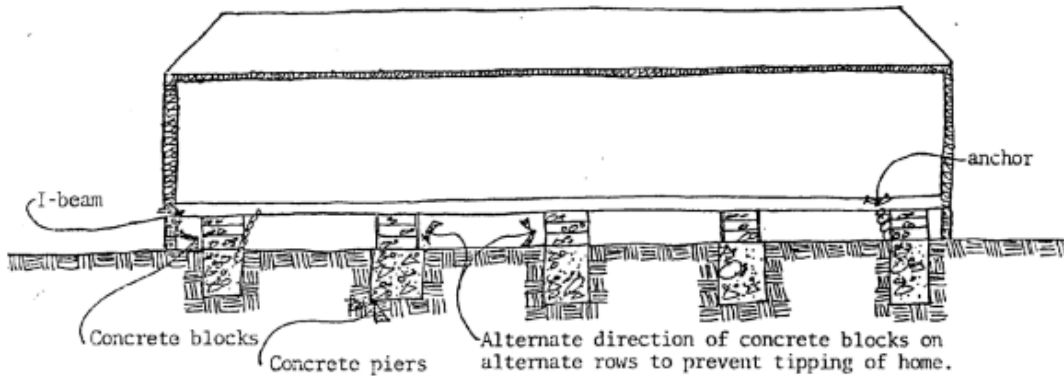 anchor
I-beam
Concrete blocks
Concrete piers
Alternate direction of concrete blocks on
alternate rows to prevent tipping of home.